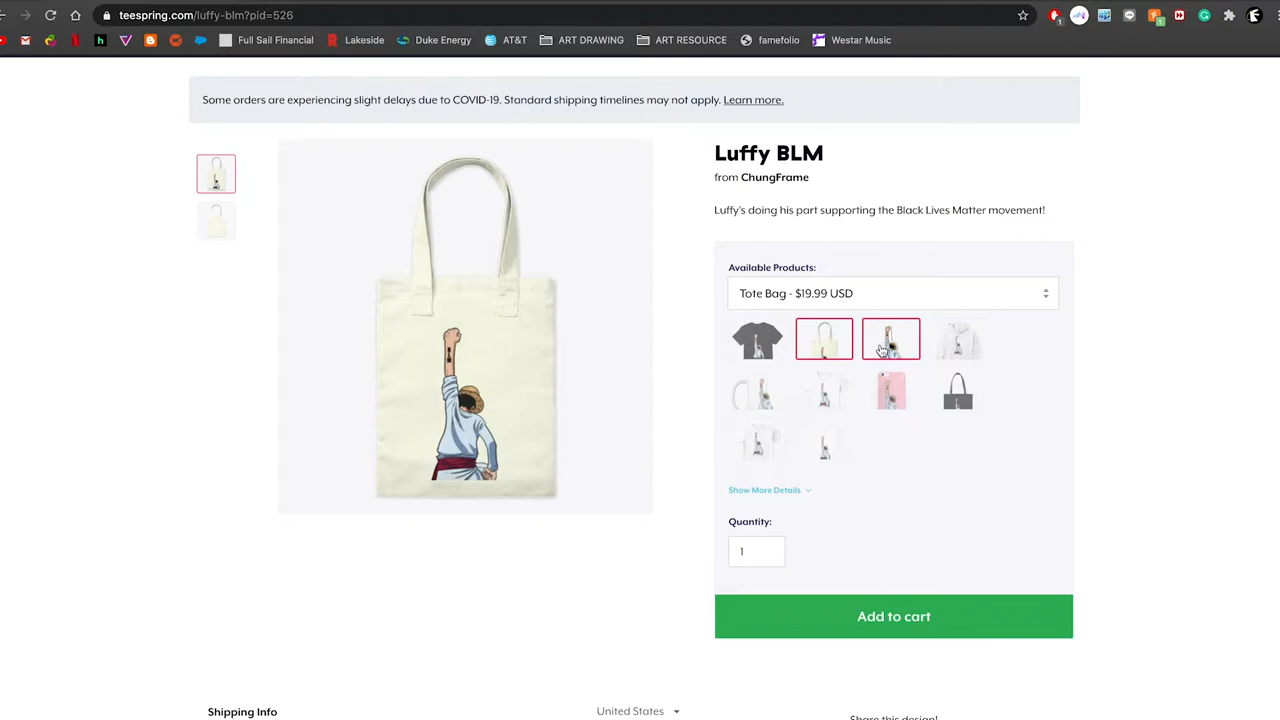 teespring.com/luffy-blm?pid=526
Full Sail Financial
Lakeside
Duke Energy
AT&T
ART DRAWING
ART RESOURCE
famefolio
Westar Music
Some orders are experiencing slight delays due to COVID-19. Standard shipping timelines may not apply. Learn more.
Luffy BLM
from ChungFrame
Luffy's doing his part supporting the Black Lives Matter movement!
Available Products:
Tote Bag - $19.99 USD
Show More Details
Quantity:
1
Add to cart
Shipping Info
United States
Share this design!